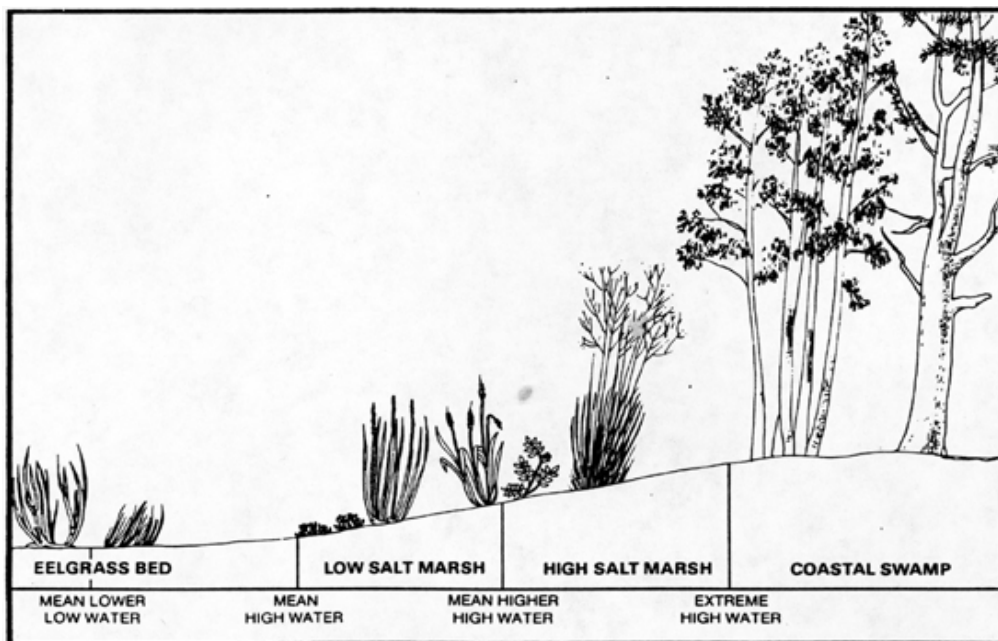 EELGRASS BED
LOW SALT MARSH
HIGH SALT MARSH
COASTAL SWAMP
MEAN LOWER
LOW WATER
MEAN
HIGH WATER
MEAN HIGHER
HIGH WATER
EXTREME
HIGH WATER